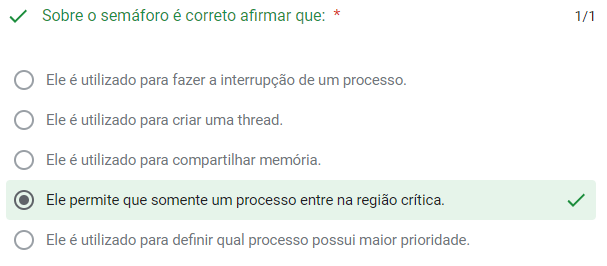 Sobre o semáforo é correto afirmar que: *
1/1
Ele é utilizado para fazer a interrupção de um processo.
Ele é utilizado para criar uma thread.
Ele é utilizado para compartilhar memória.
Ele permite que somente um processo entre na região crítica.
Ele é utilizado para definir qual processo possui maior prioridade.